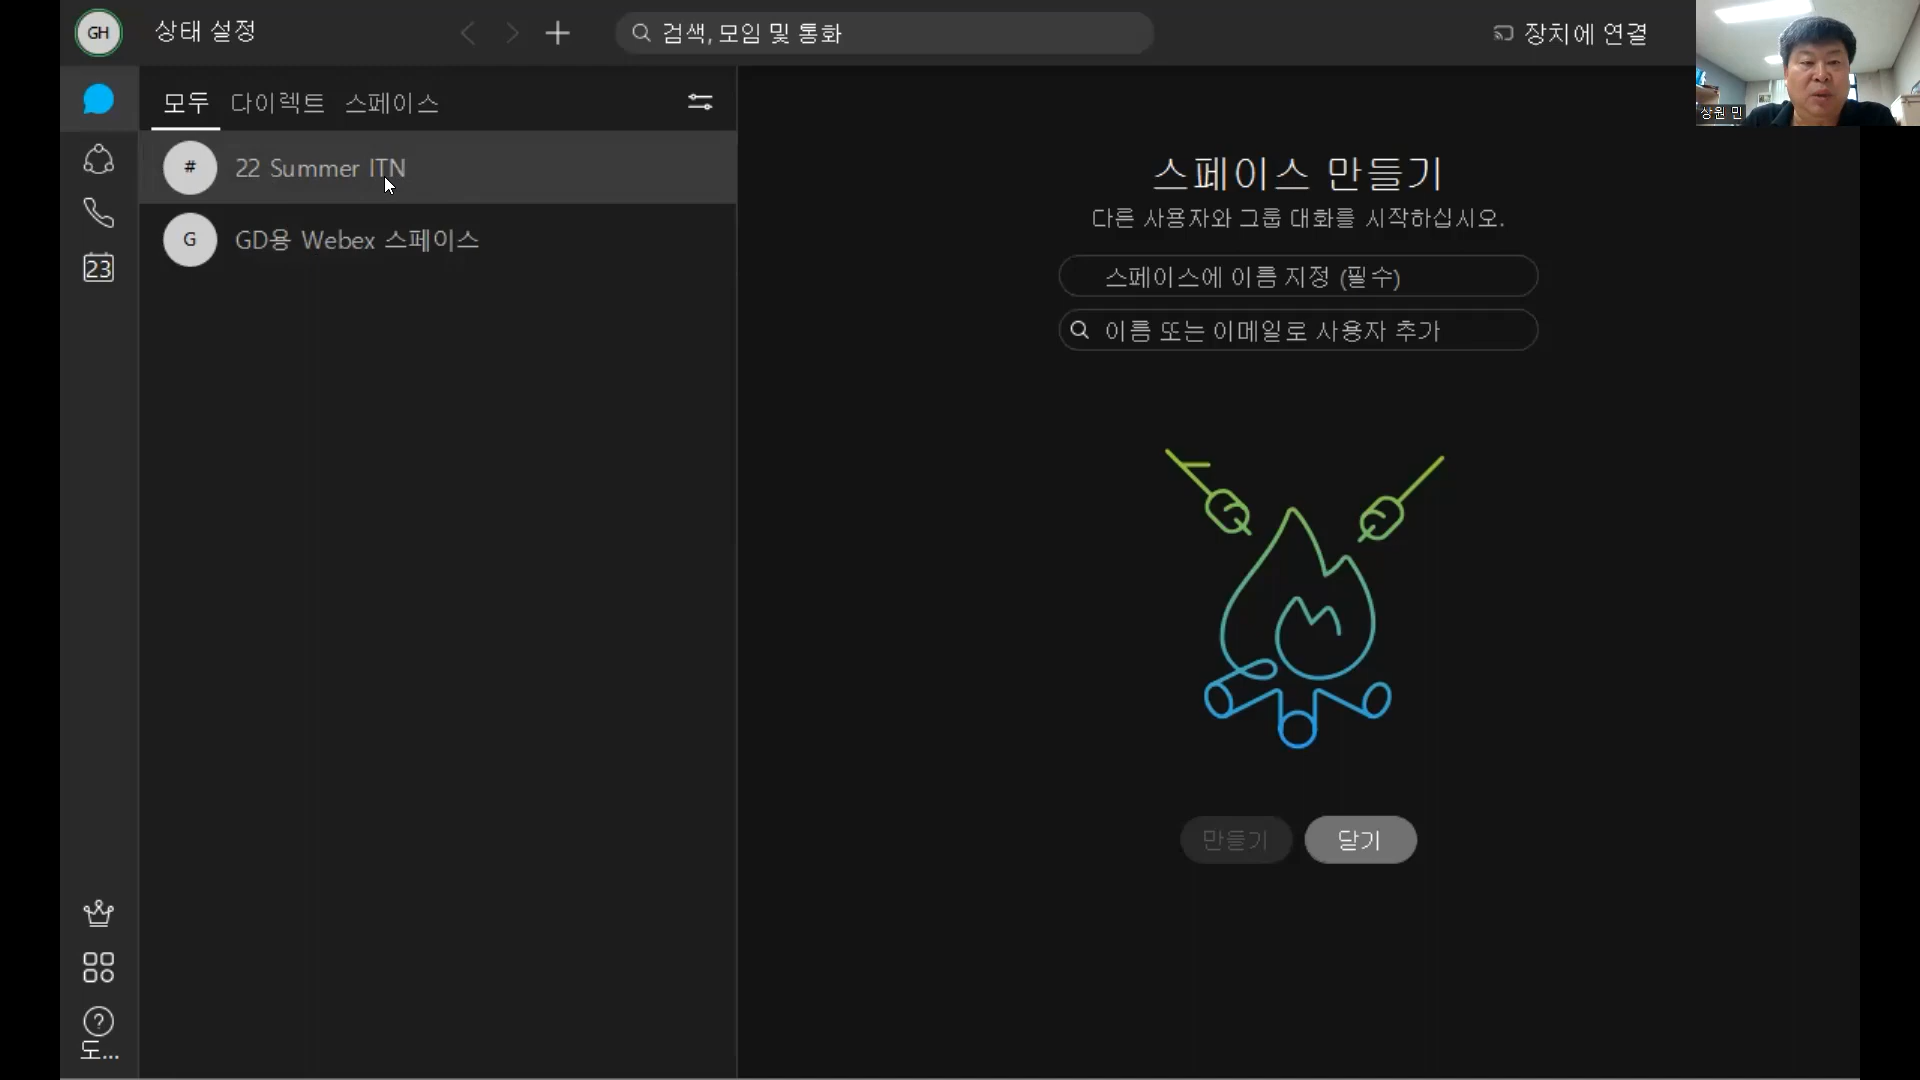 GH
상태 설정
검색, 모임 및 통화
장치에 연결
상원 민
23
모두 다이렉트 스페이스
# 22 Summer ITN
G GD용 Webex 스페이스
스페이스 만들기
다른 사용자와 그룹 대화를 시작하십시오.
스페이스에 이름 지정 (필수)
이름 또는 이메일로 사용자 추가
만들기 닫기
도...